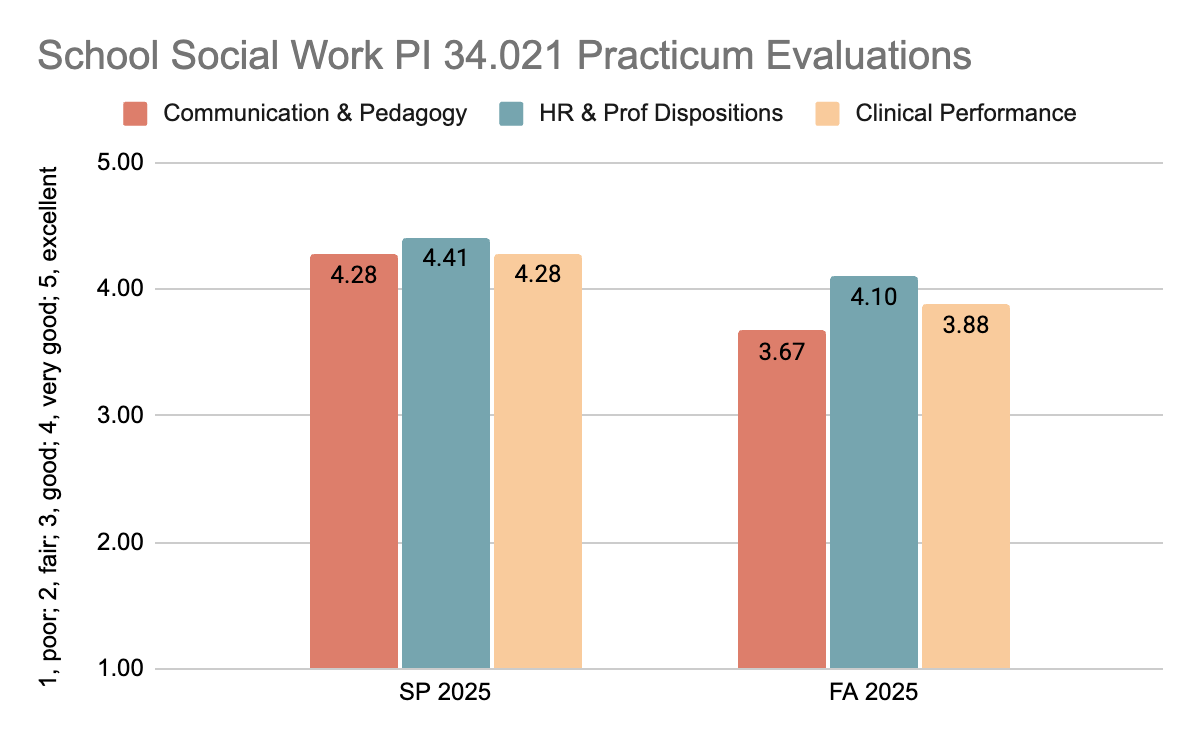 School Social Work PI 34.021 Practicum Evaluations
Communication & Pedagogy
HR & Prof Dispositions
Clinical Performance
1, poor; 2, fair; 3, good; 4, very good; 5, excellent
5.00
4.00
3.00
2.00
1.00
4.28
4.41
4.28
3.67
4.10
3.88
SP 2025
FA 2025